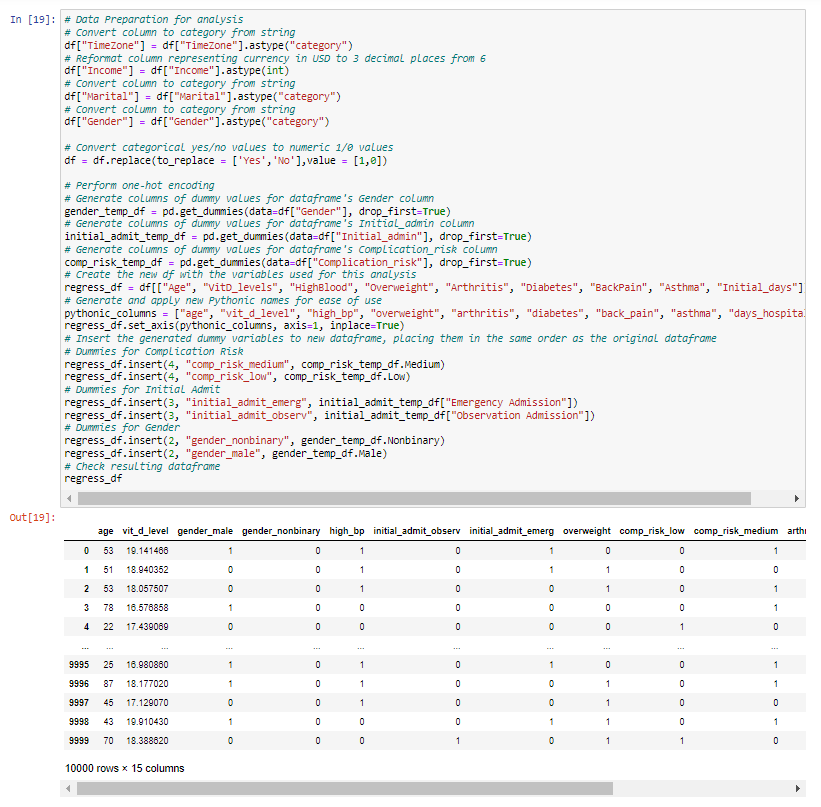 In [19]:
# Data Preparation for analysis
# Convert column to category from string
df["TimeZone"] = df["TimeZone"].astype("category")
# Reformat column representing currency in USD to 3 decimal places from 6
df["Income"] = df["Income"].astype(int)
# Convert column to category from string
df["Marital"] = df["Marital"].astype("category")
# Convert column to category from string
df["Gender"] = df["Gender"].astype("category")
# Convert categorical yes/no values to numeric 1/0 values
df = df.replace(to_replace = ['Yes','No'],value = [1,0])
# Perform one-hot encoding
# Generate columns of dummy values for dataframe's Gender column
gender_temp_df = pd.get_dummies(data=df["Gender"], drop_first=True)
# Generate columns of dummy values for dataframe's Initial_admin column
initial_admit_temp_df = pd.get_dummies(data=df["Initial_admin"], drop_first=True)
# Generate columns of dummy values for dataframe's Complication_risk column
comp_risk_temp_df = pd.get_dummies(data=df["Complication_risk"], drop_first=True)
# Create the new df with the variables used for this analysis
regress_df = df[["Age", "VitD_levels", "HighBlood", "Overweight", "Arthritis", "Diabetes", "BackPain", "Asthma", "Initial_days"]
# Generate and apply new Pythonic names for ease of use
pythonic_columns = ["age", "vit_d_level", "high_bp", "overweight", "arthritis", "diabetes", "back_pain", "asthma", "days_hospita
regress_df.set_axis(pythonic_columns, axis=1, inplace=True)
# Insert the generated dummy variables to new dataframe, placing them in the same order as the original dataframe
# Dummies for Complication Risk
regress_df.insert(4, "comp_risk_medium", comp_risk_temp_df.Medium)
regress_df.insert(4, "comp_risk_low", comp_risk_temp_df.Low)
# Dummies for Initial Admit
regress_df.insert(3, "initial_admit_emerg", initial_admit_temp_df["Emergency Admission"])
regress_df.insert(3, "initial_admit_observ", initial_admit_temp_df["Observation Admission"])
# Dummies for Gender
regress_df.insert(2, "gender_nonbinary", gender_temp_df.Nonbinary)
regress_df.insert(2, "gender_male", gender_temp_df.Male)
# Check resulting dataframe
regress_df
Out[19]:
age vit_d_level gender_male gender_nonbinary high_bp initial_admit_observ initial_admit_emerg overweight comp_risk_low comp_risk_medium arthr
0 53 19.141466 1 0 1 0 1 0 0 1
1 51 18.940352 0 0 1 0 1 1 0 0
2 53 18.057507 0 0 1 0 0 1 0 1
3 78 16.576858 1 0 0 0 0 0 0 1
4 22 17.439069 0 0 0 0 0 0 1 0
... ... ... ... ... ... ... ... ... ... ...
9995 25 16.980860 1 0 1 0 1 0 0 1
9996 87 18.177020 1 0 1 0 0 1 0 1
9997 45 17.129070 0 0 1 0 0 1 0 0
9998 43 19.910430 1 0 0 0 1 1 0 1
9999 70 18.388620 0 0 0 1 0 1 1 0
10000 rows × 15 columns